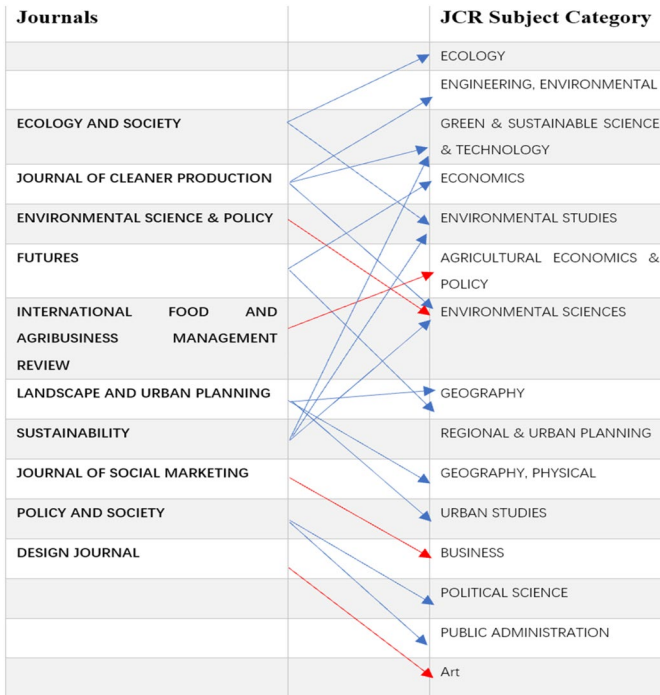 Journals
JCR Subject Category
ECOLOGY
ENGINEERING, ENVIRONMENTAL
ECOLOGY AND SOCIETY
GREEN & SUSTAINABLE SCIENCE
& TECHNOLOGY
JOURNAL OF CLEANER PRODUCTION
ECONOMICS
ENVIRONMENTAL SCIENCE & POLICY
ENVIRONMENTAL STUDIES
FUTURES
AGRICULTURAL ECONOMICS &
POLICY
INTERNATIONAL FOOD AND
AGRIBUSINESS MANAGEMENT
REVIEW
ENVIRONMENTAL SCIENCES
LANDSCAPE AND URBAN PLANNING
GEOGRAPHY
SUSTAINABILITY
REGIONAL & URBAN PLANNING
JOURNAL OF SOCIAL MARKETING
GEOGRAPHY, PHYSICAL
POLICY AND SOCIETY
URBAN STUDIES
DESIGN JOURNAL
BUSINESS
POLITICAL SCIENCE
PUBLIC ADMINISTRATION
Art